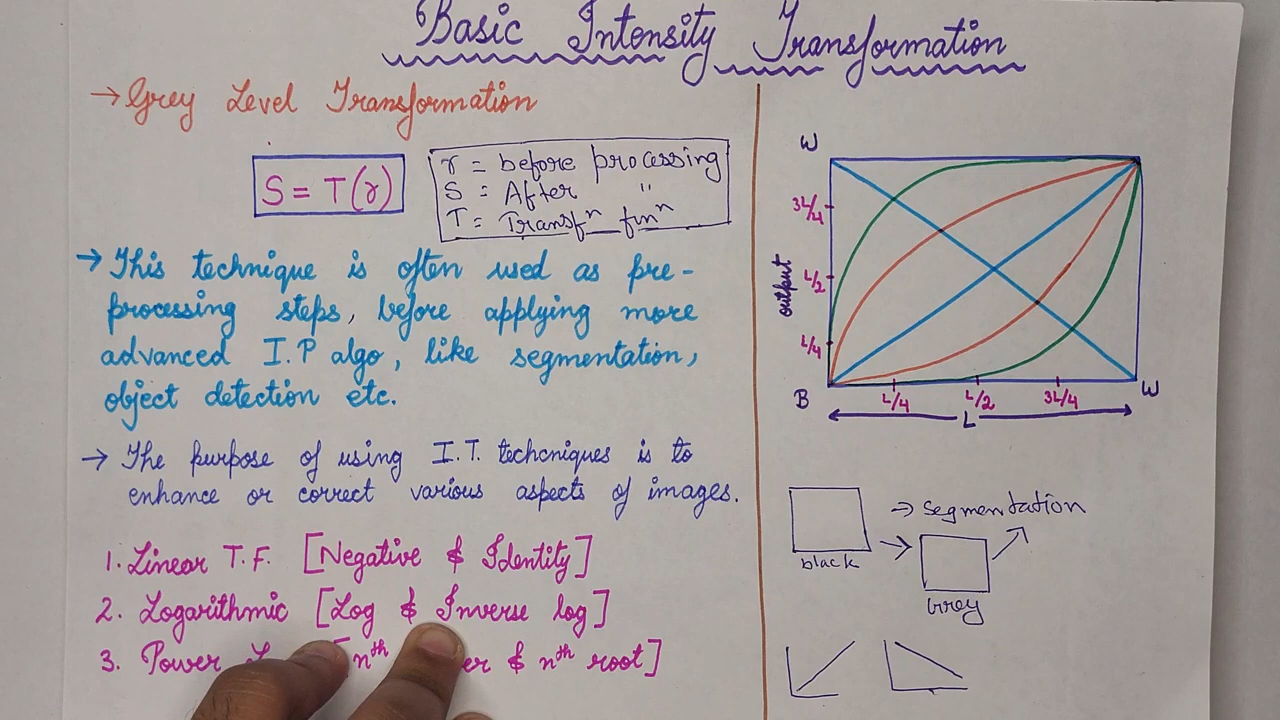 Basic Intensity Transformation
→ Grey Level Transformation
S = T(r)
r = before processing
S = After "
T = Transfⁿ funⁿ
→ This technique is often used as pre-
processing steps, before applying more
advanced I.P algo, like segmentation,
object detection etc.
→ The purpose of using I.T. techcniques is to
enhance or correct various aspects of images.
1. Linear T.F. [Negative & Identity]
2. Logarithmic [Log & Inverse log]
3. Power [nth & nth root]
W
3L/4
L/2
L/4
output
B
L/4 L/2 3L/4
W
L
→ segmentation
black
Grey